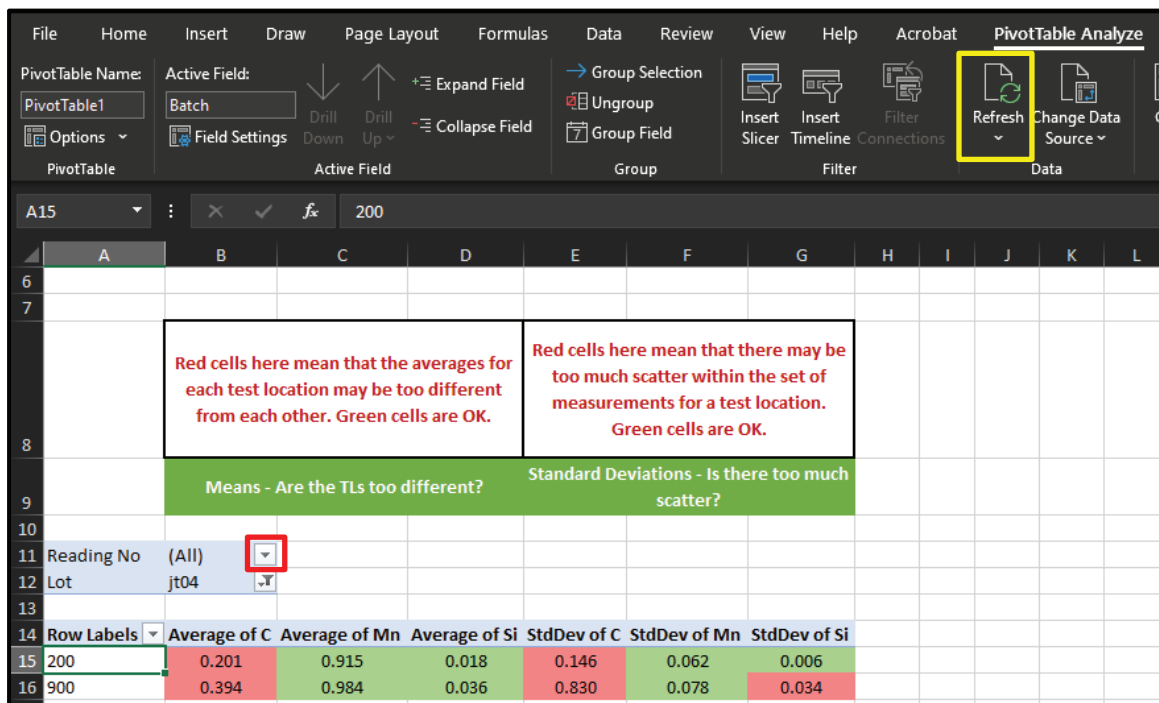 File Home Insert Draw Page Layout Formulas Data Review View Help Acrobat PivotTable Analyze
PivotTable Name: Active Field: Expand Field Group Selection
PivotTable1 Batch Ungroup
Drill Drill Insert Insert Filter Refresh Change Data
Options Field Settings Down Up Collapse Field Group Field Slicer Timeline Connections Source
PivotTable Active Field Group Filter Data
A15 fx 200
A B C D E F G H I J K L
6
7
Red cells here mean that the averages for
each test location may be too different
from each other. Green cells are OK.
Red cells here mean that there may be
too much scatter within the set of
measurements for a test location.
Green cells are OK.
8
Means - Are the TLs too different?
Standard Deviations - Is there too much
scatter?
9
10
11 Reading No (All)
12 Lot jt04
13
14 Row Labels Average of C Average of Mn Average of Si StdDev of C StdDev of Mn StdDev of Si
15 200 0.201 0.915 0.018 0.146 0.062 0.006
16 900 0.394 0.984 0.036 0.830 0.078 0.034